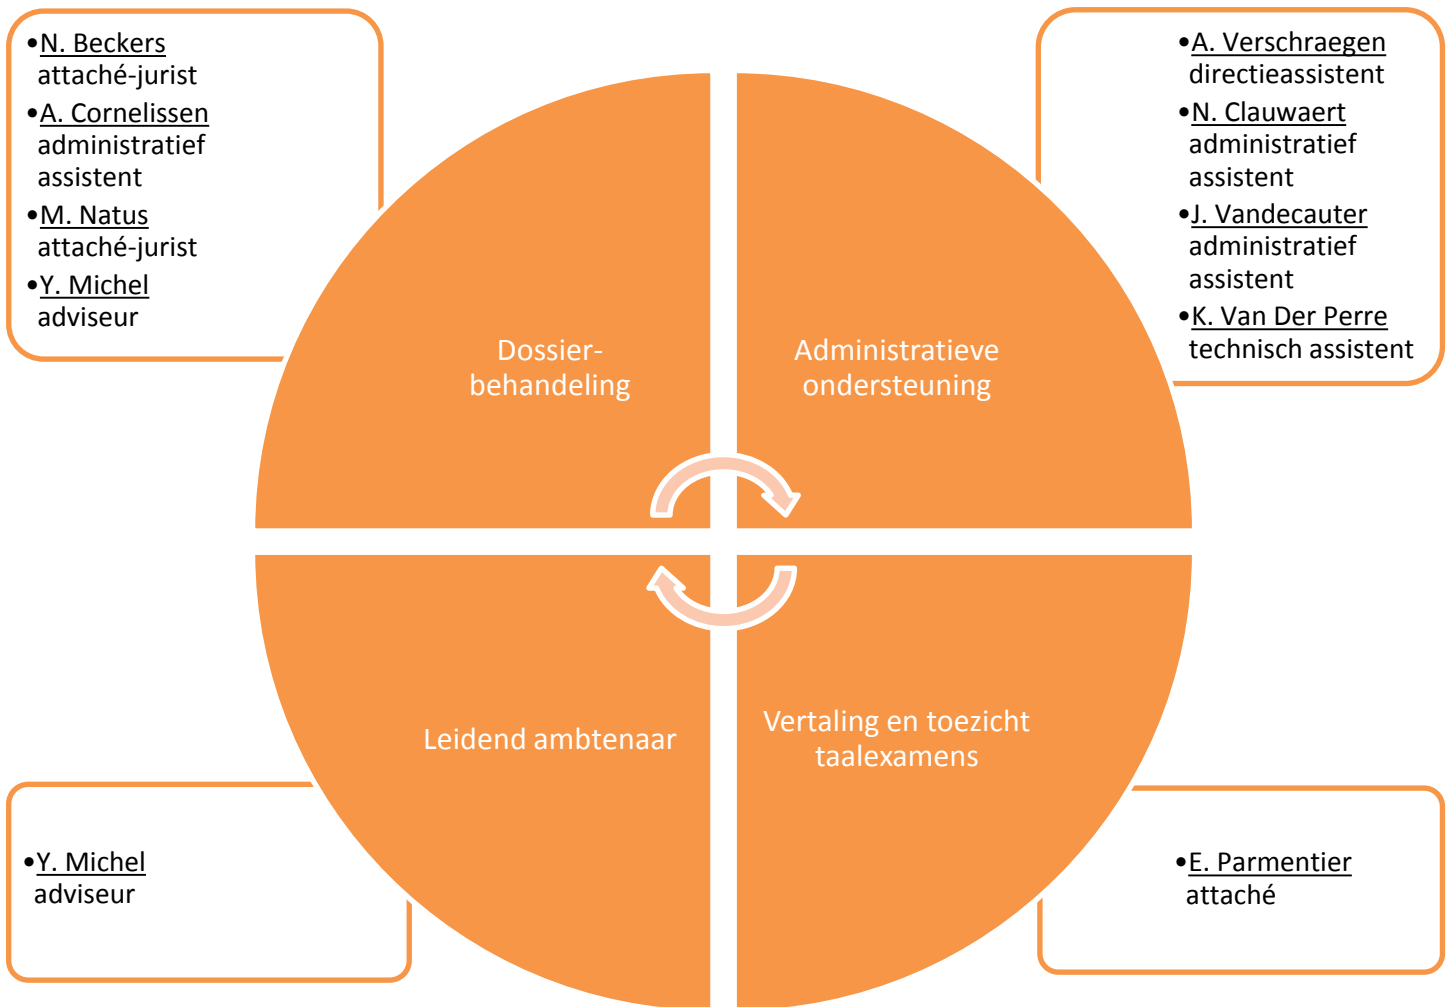 •N. Beckers
attaché-jurist
•A. Cornelissen
administratief
assistent
•M. Natus
attaché-jurist
•Y. Michel
adviseur
•A. Verschraegen
directieassistent
•N. Clauwaert
administratief
assistent
•J. Vandecauter
administratief
assistent
•K. Van Der Perre
technisch assistent
Dossier-
behandeling
Administratieve
ondersteuning
Leidend ambtenaar
Vertaling en toezicht
taalexamens
•Y. Michel
adviseur
•E. Parmentier
attaché